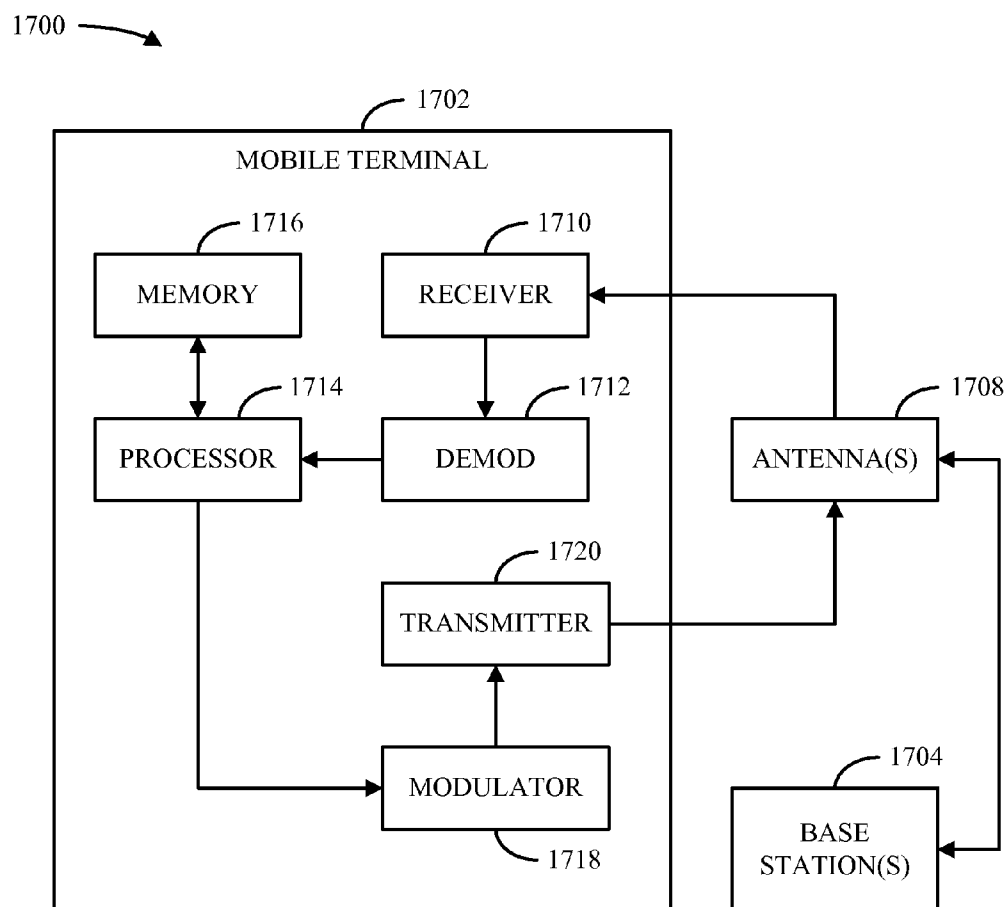 1700
1702
MOBILE TERMINAL
1716
1710
MEMORY
RECEIVER
1714
1712
1708
PROCESSOR
DEMOD
ANTENNA(S)
1720
TRANSMITTER
1704
MODULATOR
BASE
STATION(S)
1718